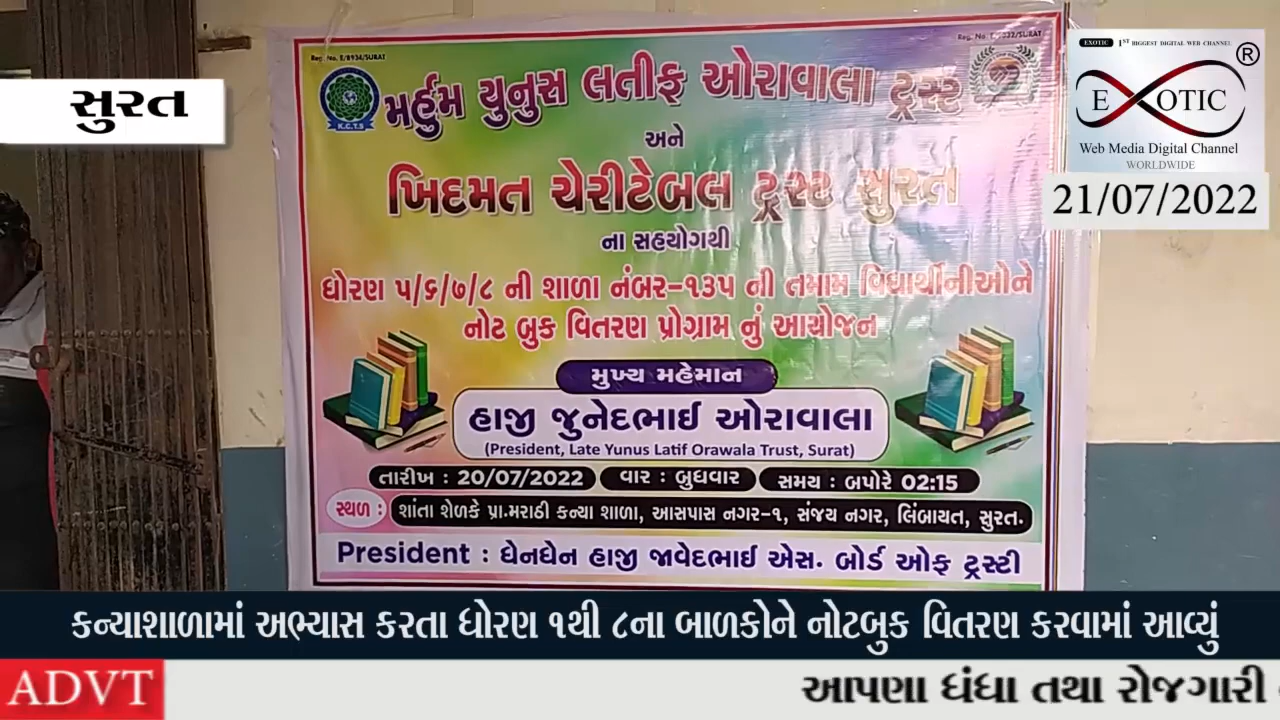 સુરત
EXOTIC 1ST BIGGEST DIGITAL WEB CHANNEL
EXOTIC ®
Web Media Digital Channel
WORLDWIDE
21/07/2022
Reg. No. E/8934/SURAT
K.C.T.S
મર્હુમ યુનુસ લતીફ ઓરાવાલા ટ્રસ્ટ
અને
ખિદમત ચેરીટેબલ ટ્રસ્ટ સુરત
ના સહયોગથી
ધોરણ ૫/૬/૭/૮ ની શાળા નંબર-૧૩૫ ની તમામ વિદ્યાર્થીનીઓને
નોટ બુક વિતરણ પ્રોગ્રામ નું આયોજન
મુખ્ય મહેમાન
હાજી જુનેદભાઈ ઓરાવાલા
(President, Late Yunus Latif Orawala Trust, Surat)
તારીખ : 20/07/2022 વાર : બુધવાર સમય : બપોરે 02:15
સ્થળ : શાંતા શેળકે પ્રા.મરાઠી કન્યા શાળા, આસપાસ નગર-૧, સંજય નગર, લિંબાયત, સુરત.
President : ઘેનઘેન હાજી જાવેદભાઈ એસ. બોર્ડ ઓફ ટ્રસ્ટી
કન્યાશાળામાં અભ્યાસ કરતા ધોરણ ૧થી ૮ના બાળકોને નોટબુક વિતરણ કરવામાં આવ્યું
ADVT આપણા ધંધા તથા રોજગારી